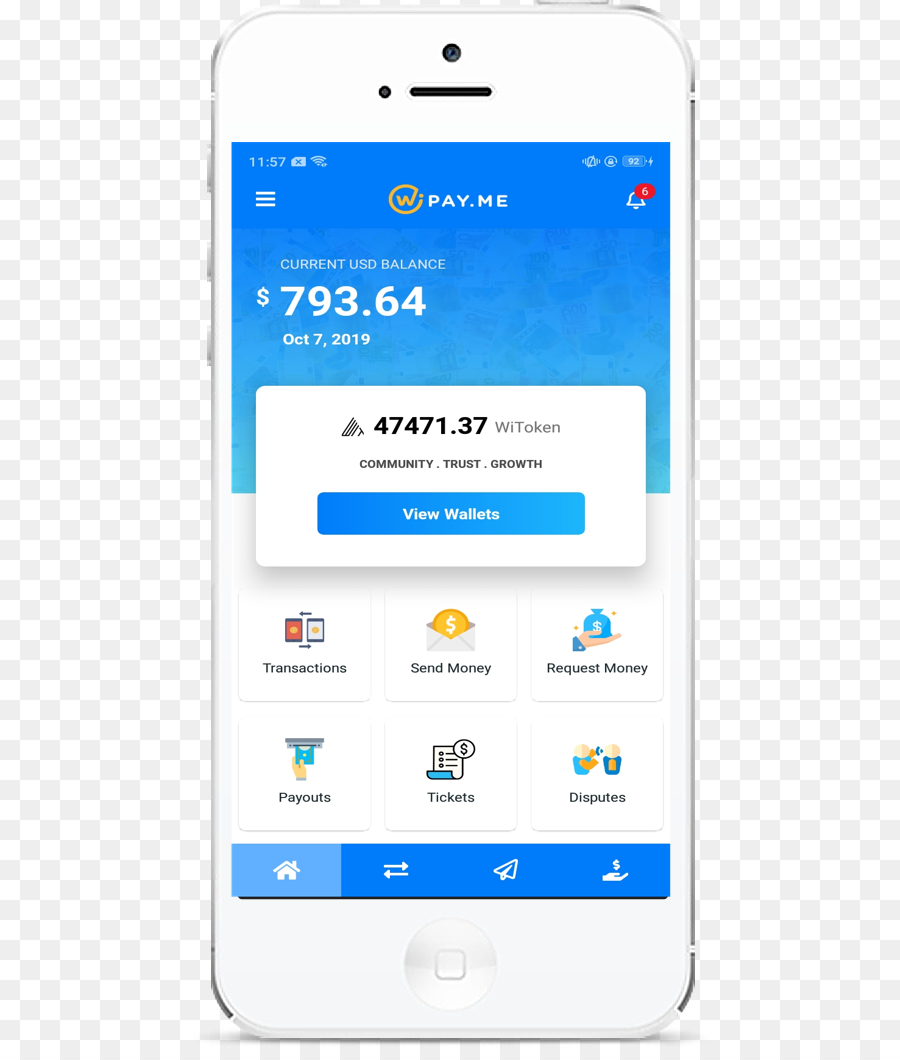 11:57
92
Wi PAY.ME
6
CURRENT USD BALANCE
$ 793.64
Oct 7, 2019
47471.37 WiToken
COMMUNITY . TRUST . GROWTH
View Wallets
$
$
Transactions
Send Money
Request Money
$
Payouts
Tickets
Disputes
$